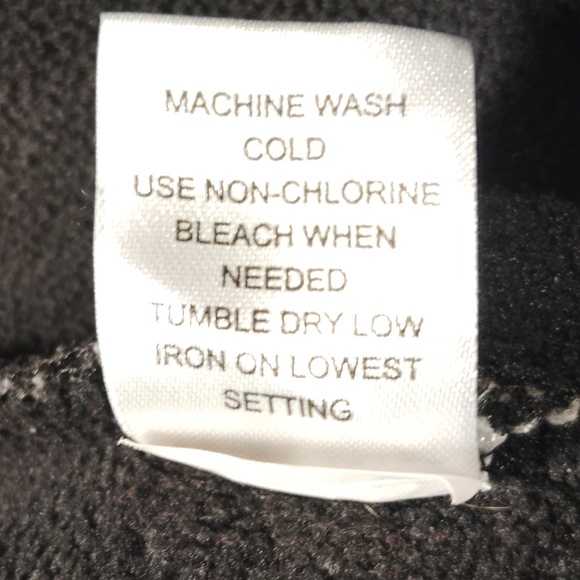 MACHINE WASH
COLD
USE NON-CHLORINE
BLEACH WHEN
NEEDED
TUMBLE DRY LOW
IRON ON LOWEST
SETTING